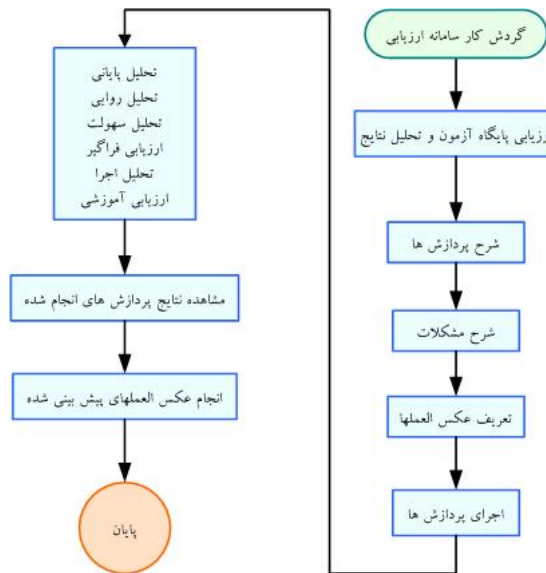 گردش کار سامانه ارزیابی
ارزیابی پایگاه آزمون و تحلیل نتایج
شرح پردازش ها
شرح مشکلات
تعریف عکس العملها
اجرای پردازش ها
تحلیل پایانی
تحلیل روایی
تحلیل سهولت
ارزیابی فراگیر
تحلیل اجرا
ارزیابی آموزشی
مشاهده نتایج پردازش های انجام شده
انجام عکس العملهای پیش بینی شده
پایان